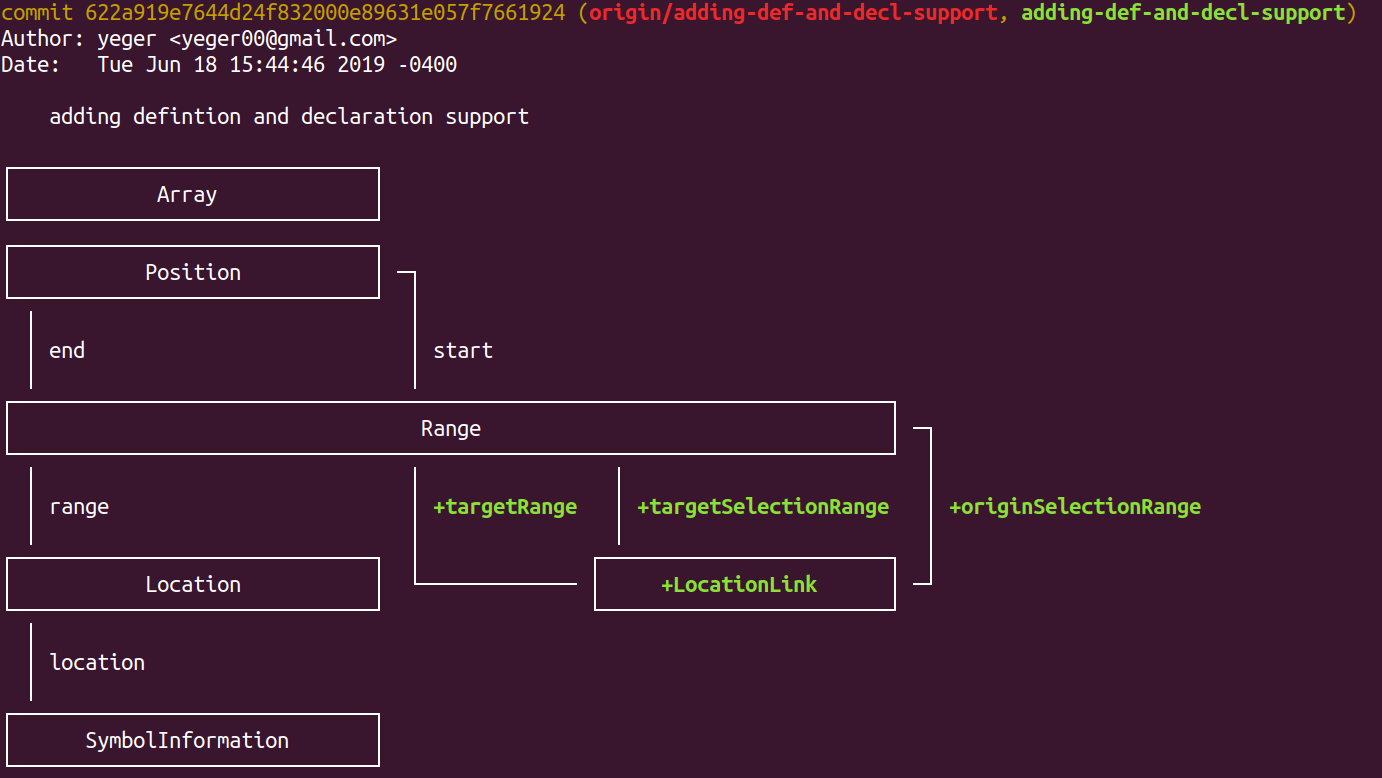 commit 622a919e7644d24f832000e89631e057f7661924 (origin/adding-def-and-decl-support, adding-def-and-decl-support)
Author: yeger <yeger00@gmail.com>
Date:   Tue Jun 18 15:44:46 2019 -0400
adding defintion and declaration support
Array
Position
end start
Range
range +targetRange +targetSelectionRange +originSelectionRange
Location +LocationLink
location
SymbolInformation